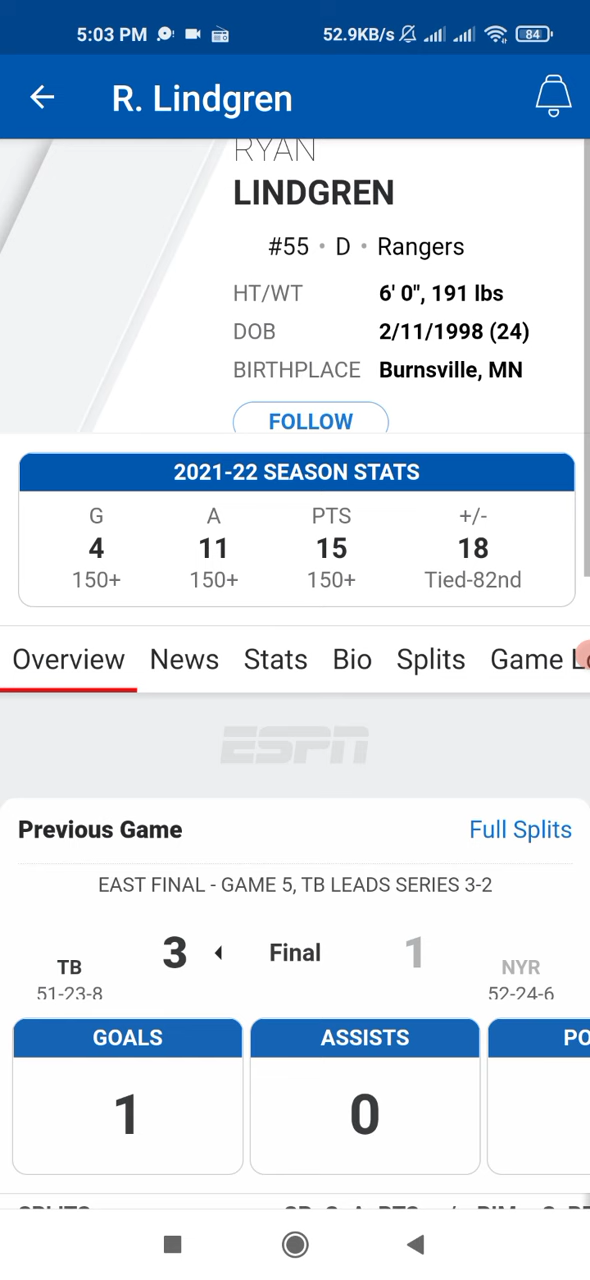 5:03 PM 52.9KB/s 84
R. Lindgren
RYAN
LINDGREN
#55 • D • Rangers
HT/WT 6' 0", 191 lbs
DOB 2/11/1998 (24)
BIRTHPLACE Burnsville, MN
FOLLOW
2021-22 SEASON STATS
G A PTS +/-
4 11 15 18
150+ 150+ 150+ Tied-82nd
Overview News Stats Bio Splits Game Lo
ESPN
Previous Game Full Splits
EAST FINAL - GAME 5, TB LEADS SERIES 3-2
3 Final 1
TB NYR
51-23-8 52-24-6
GOALS ASSISTS PO
1 0